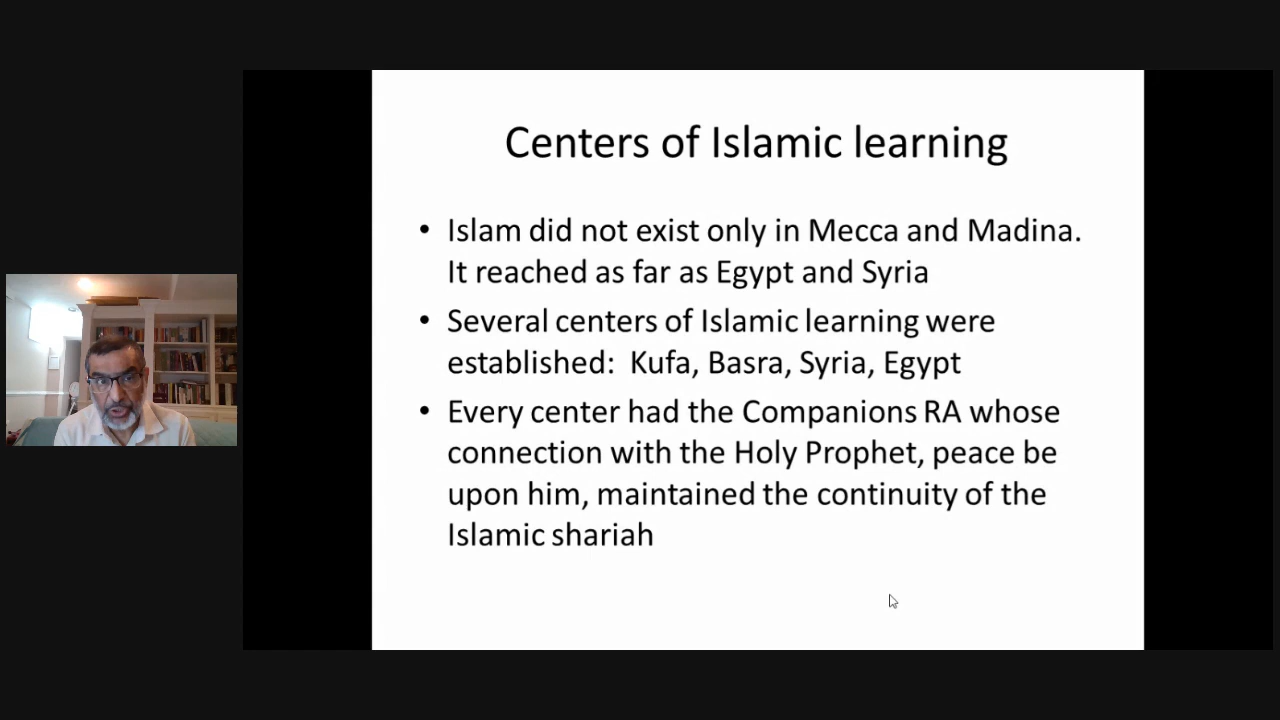 Centers of Islamic learning
• Islam did not exist only in Mecca and Madina.
It reached as far as Egypt and Syria
• Several centers of Islamic learning were
established:  Kufa, Basra, Syria, Egypt
• Every center had the Companions RA whose
connection with the Holy Prophet, peace be
upon him, maintained the continuity of the
Islamic shariah